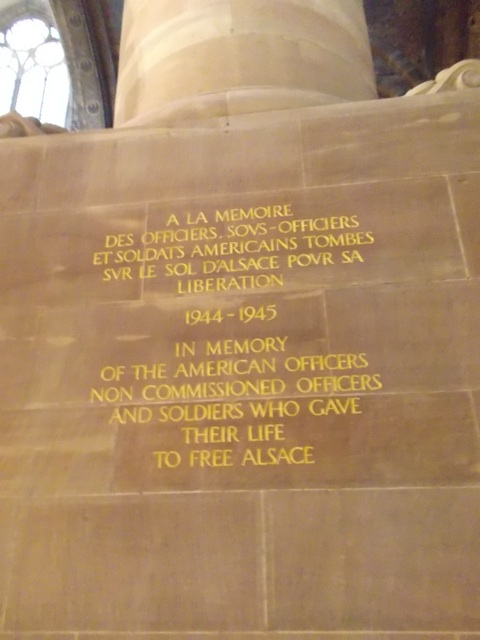 A LA MEMOIRE
DES OFFICIERS. SOVS-OFFICIERS
ET SOLDATS AMERICAINS TOMBES
SVR LE SOL D'ALSACE POVR SA
LIBERATION
1944-1945
IN MEMORY
OF THE AMERICAN OFFICERS
NON COMMISSIONED OFFICERS
AND SOLDIERS WHO GAVE
THEIR LIFE
TO FREE ALSACE